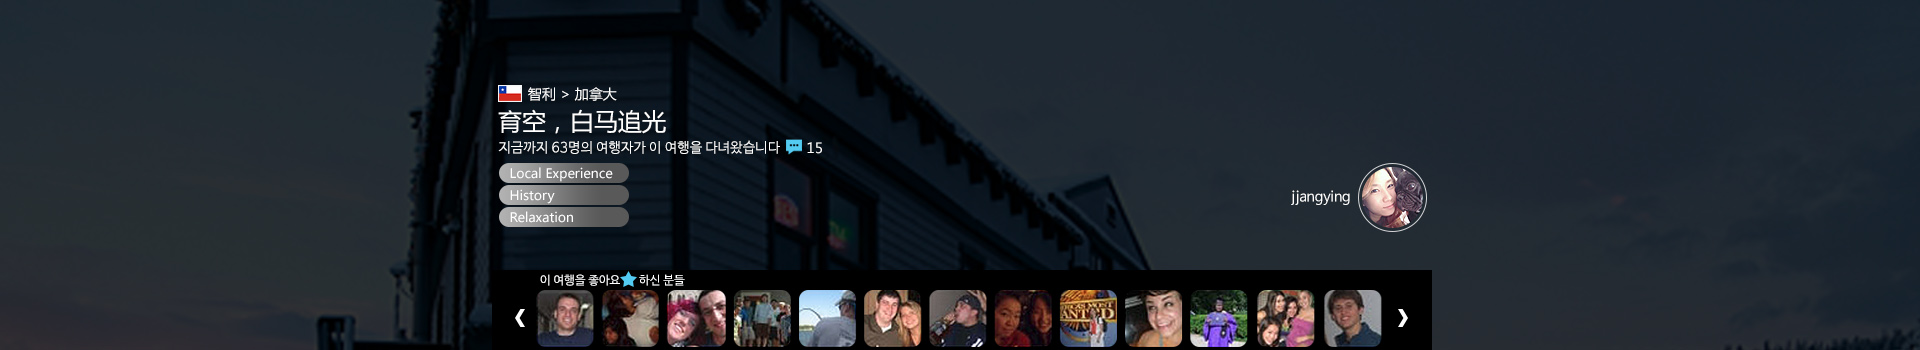 智利 > 加拿大
育空，白马追光
지금까지 63명의 여행자가 이 여행을 다녀왔습니다 15
Local Experience
History
Relaxation
jjangying
이 여행을 좋아요 하신 분들